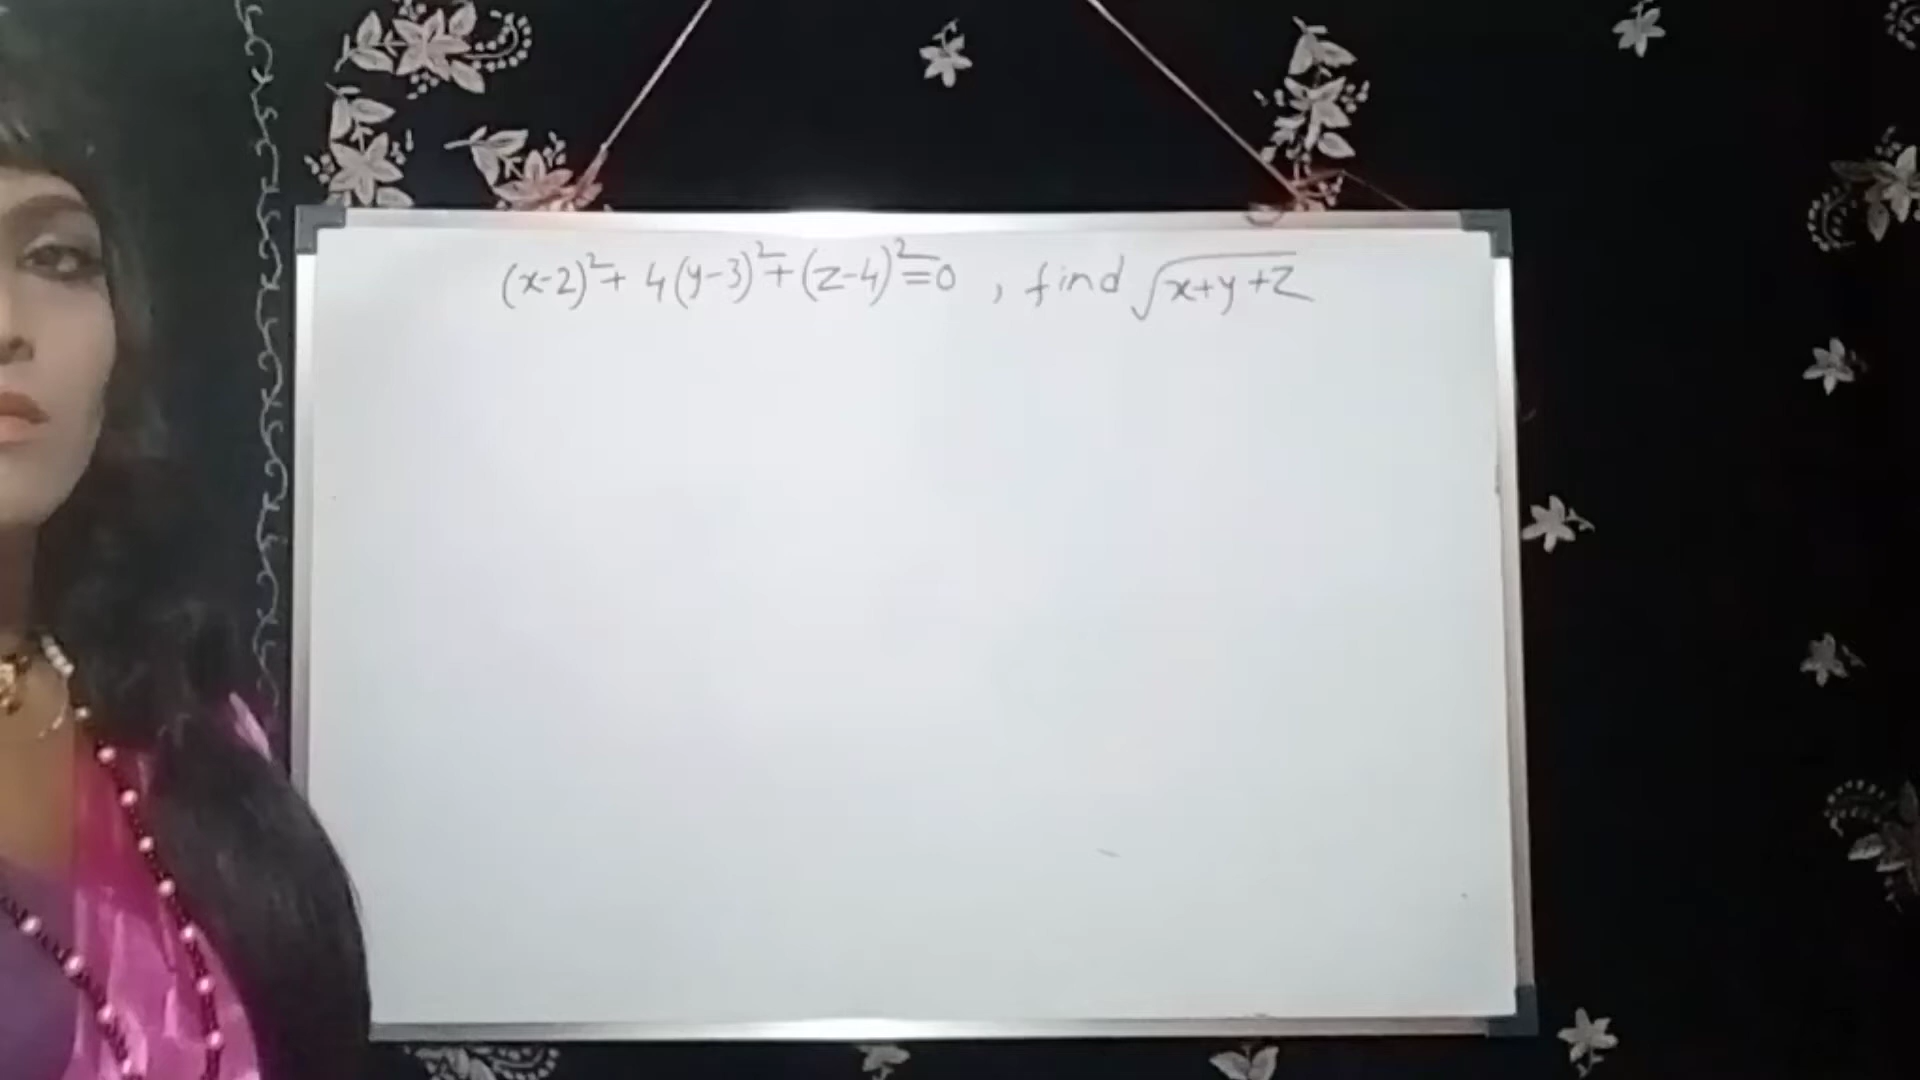 (x-2)²+ 4(y-3)²+(z-4)²=0 , find √x+y+z